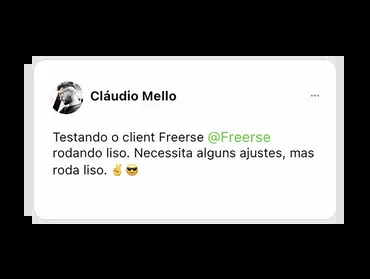 Cláudio Mello
Testando o client Freerse @Freerse
rodando liso. Necessita alguns ajustes, mas
roda liso. ✌️😎